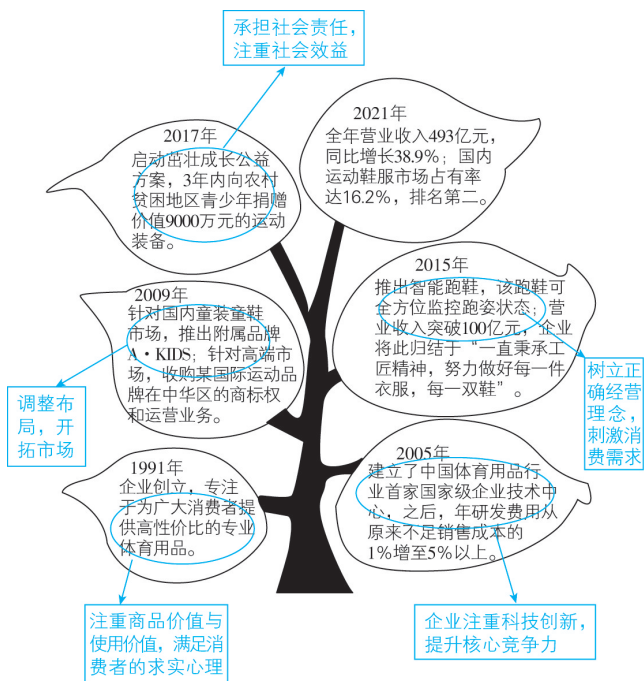 承担社会责任，
注重社会效益
2017年
启动茁壮成长公益
方案，3年内向农村
贫困地区青少年捐赠
价值9000万元的运动
装备。
2021年
全年营业收入493亿元，
同比增长38.9%；国内
运动鞋服市场占有率
达16.2%，排名第二。
2009年
针对国内童装童鞋
市场，推出附属品牌
A·KIDS；针对高端市
场，收购某国际运动品
牌在中华区的商标权
和运营业务。
2015年
推出智能跑鞋，该跑鞋可
全方位监控跑姿状态；营
业收入突破100亿元，企业
将此归结于“一直秉承工
匠精神，努力做好每一件
衣服，每一双鞋”。
调整布
局，开
拓市场
树立正
确经营
理念，
刺激消
费需求
1991年
企业创立，专注
于为广大消费者提
供高性价比的专业
体育用品。
2005年
建立了中国体育用品行
业首家国家级企业技术中
心，之后，年研发费用从
原来不足销售成本的
1%增至5%以上。
注重商品价值与
使用价值，满足消
费者的求实心理
企业注重科技创新，
提升核心竞争力